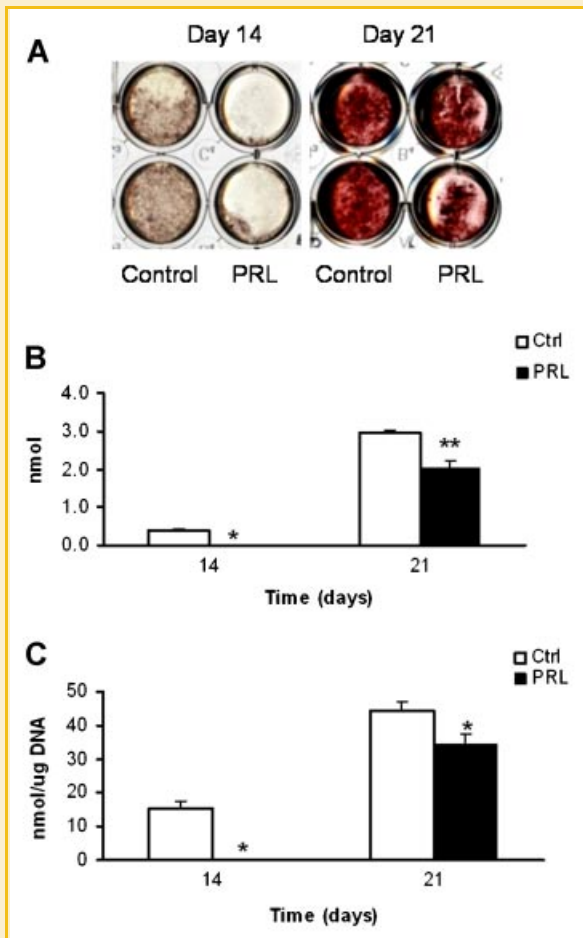 A
Day 14 Day 21
Control PRL Control PRL
B
Ctrl
PRL
4.0
3.0
2.0
1.0
0.0
nmol
*
**
14 21
Time (days)
C
Ctrl
PRL
50
40
30
20
10
0
nmol/ug DNA
*
*
14 21
Time (days)